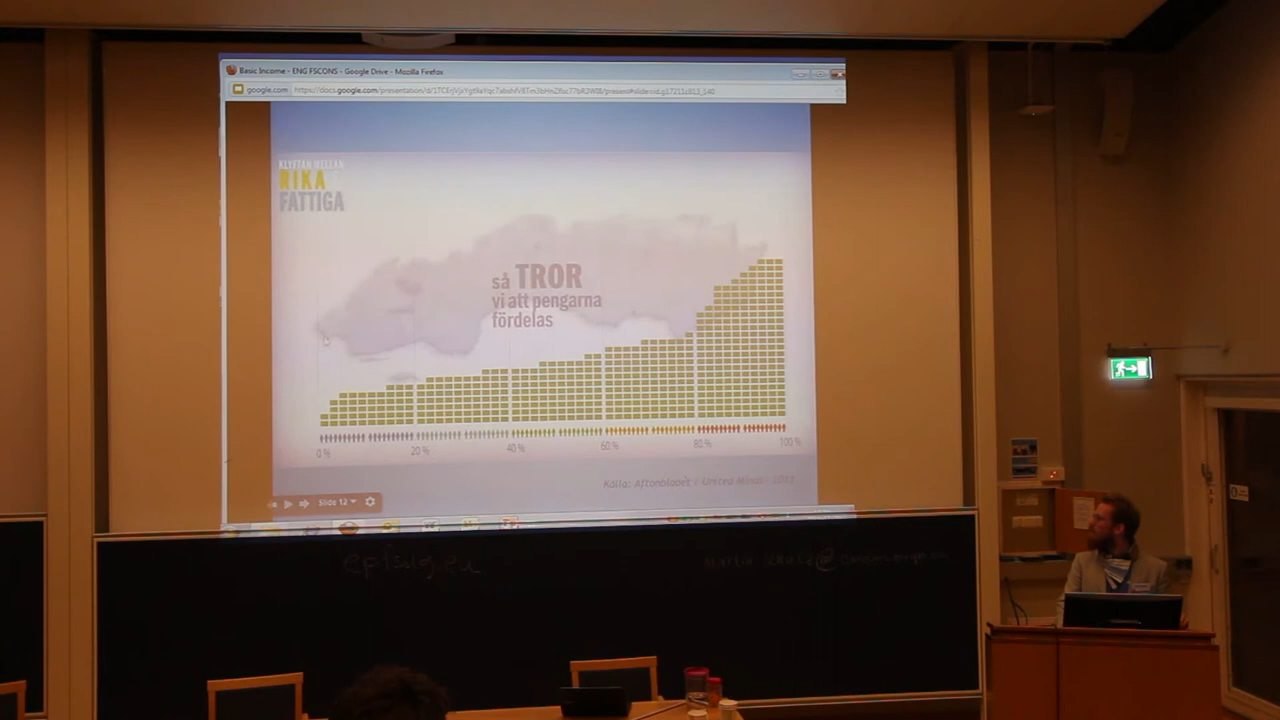 Basic Income - ENG FSCONS - Google Drive - Mozilla Firefox
google.com
KLYFTAN MELLAN
RIKA
FATTIGA
så TROR
vi att pengarna
fördelas
0 %
20 %
40 %
60 %
80 %
100 %
Källa: Aftonbladet / United Minds - 2013
Slide 12